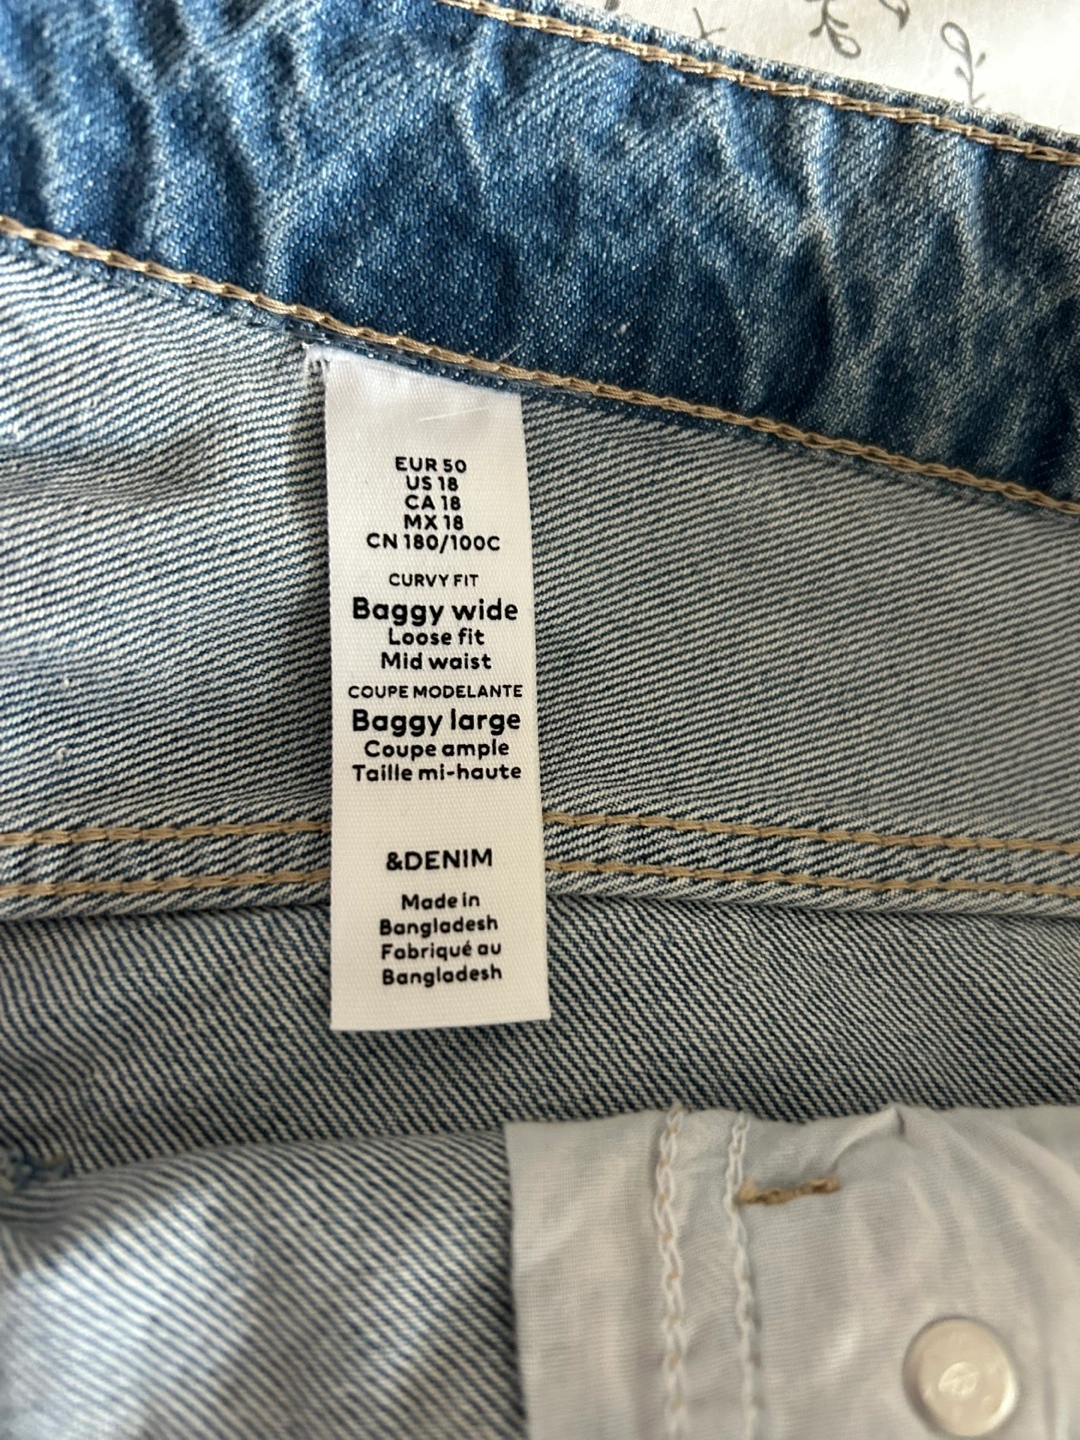 EUR 50
US 18
CA 18
MX 18
CN 180/100C
CURVY FIT
Baggy wide
Loose fit
Mid waist
COUPE MODELANTE
Baggy large
Coupe ample
Taille mi-haute
&DENIM
Made in
Bangladesh
Fabriqué au
Bangladesh